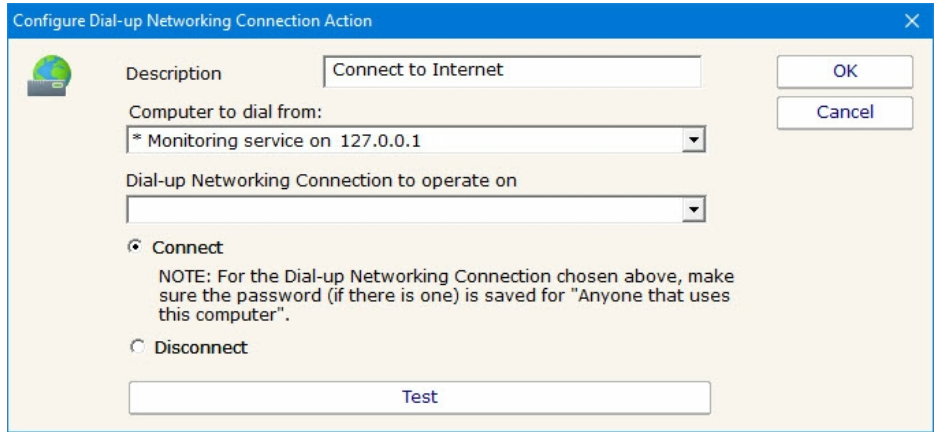 Configure Dial-up Networking Connection Action
Description
Connect to Internet
OK
Computer to dial from:
Cancel
* Monitoring service on 127.0.0.1
Dial-up Networking Connection to operate on
Connect
NOTE: For the Dial-up Networking Connection chosen above, make
sure the password (if there is one) is saved for "Anyone that uses
this computer".
Disconnect
Test